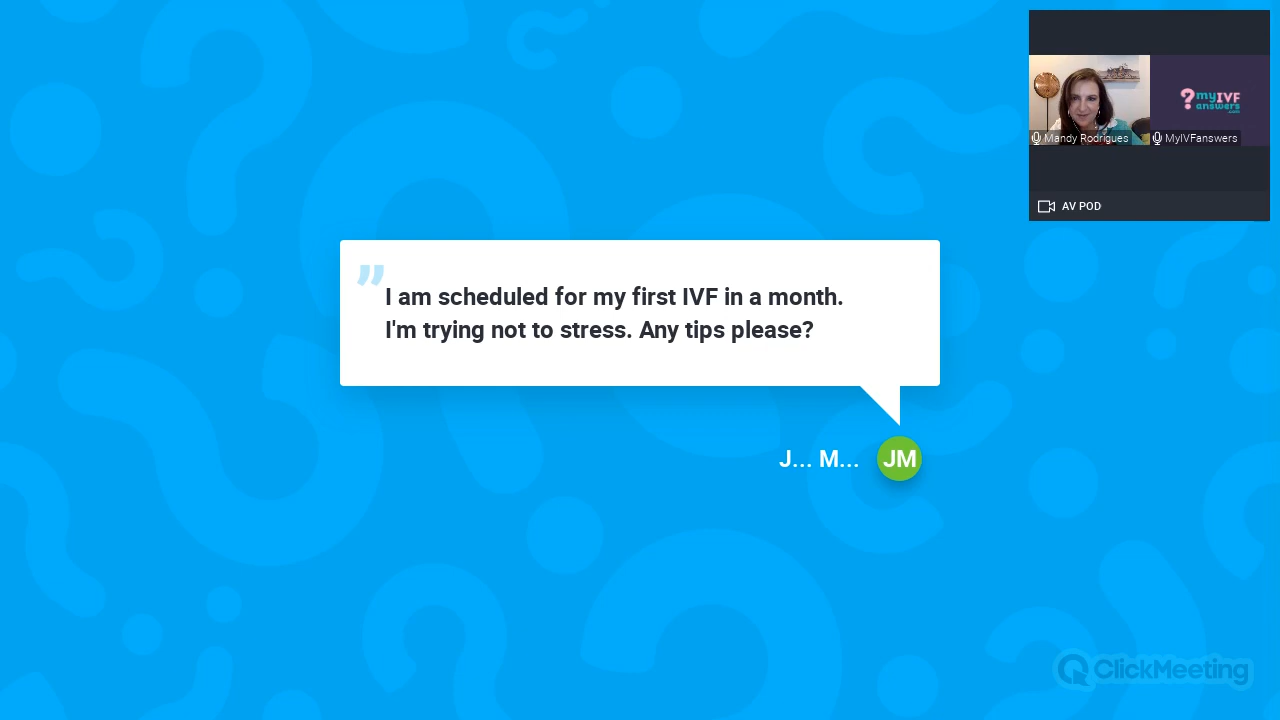 ?myIVF
answers
.com
Mandy Rodrigues
MyIVFanswers
AV POD
"
I am scheduled for my first IVF in a month.
I'm trying not to stress. Any tips please?
J... M...
JM
ClickMeeting